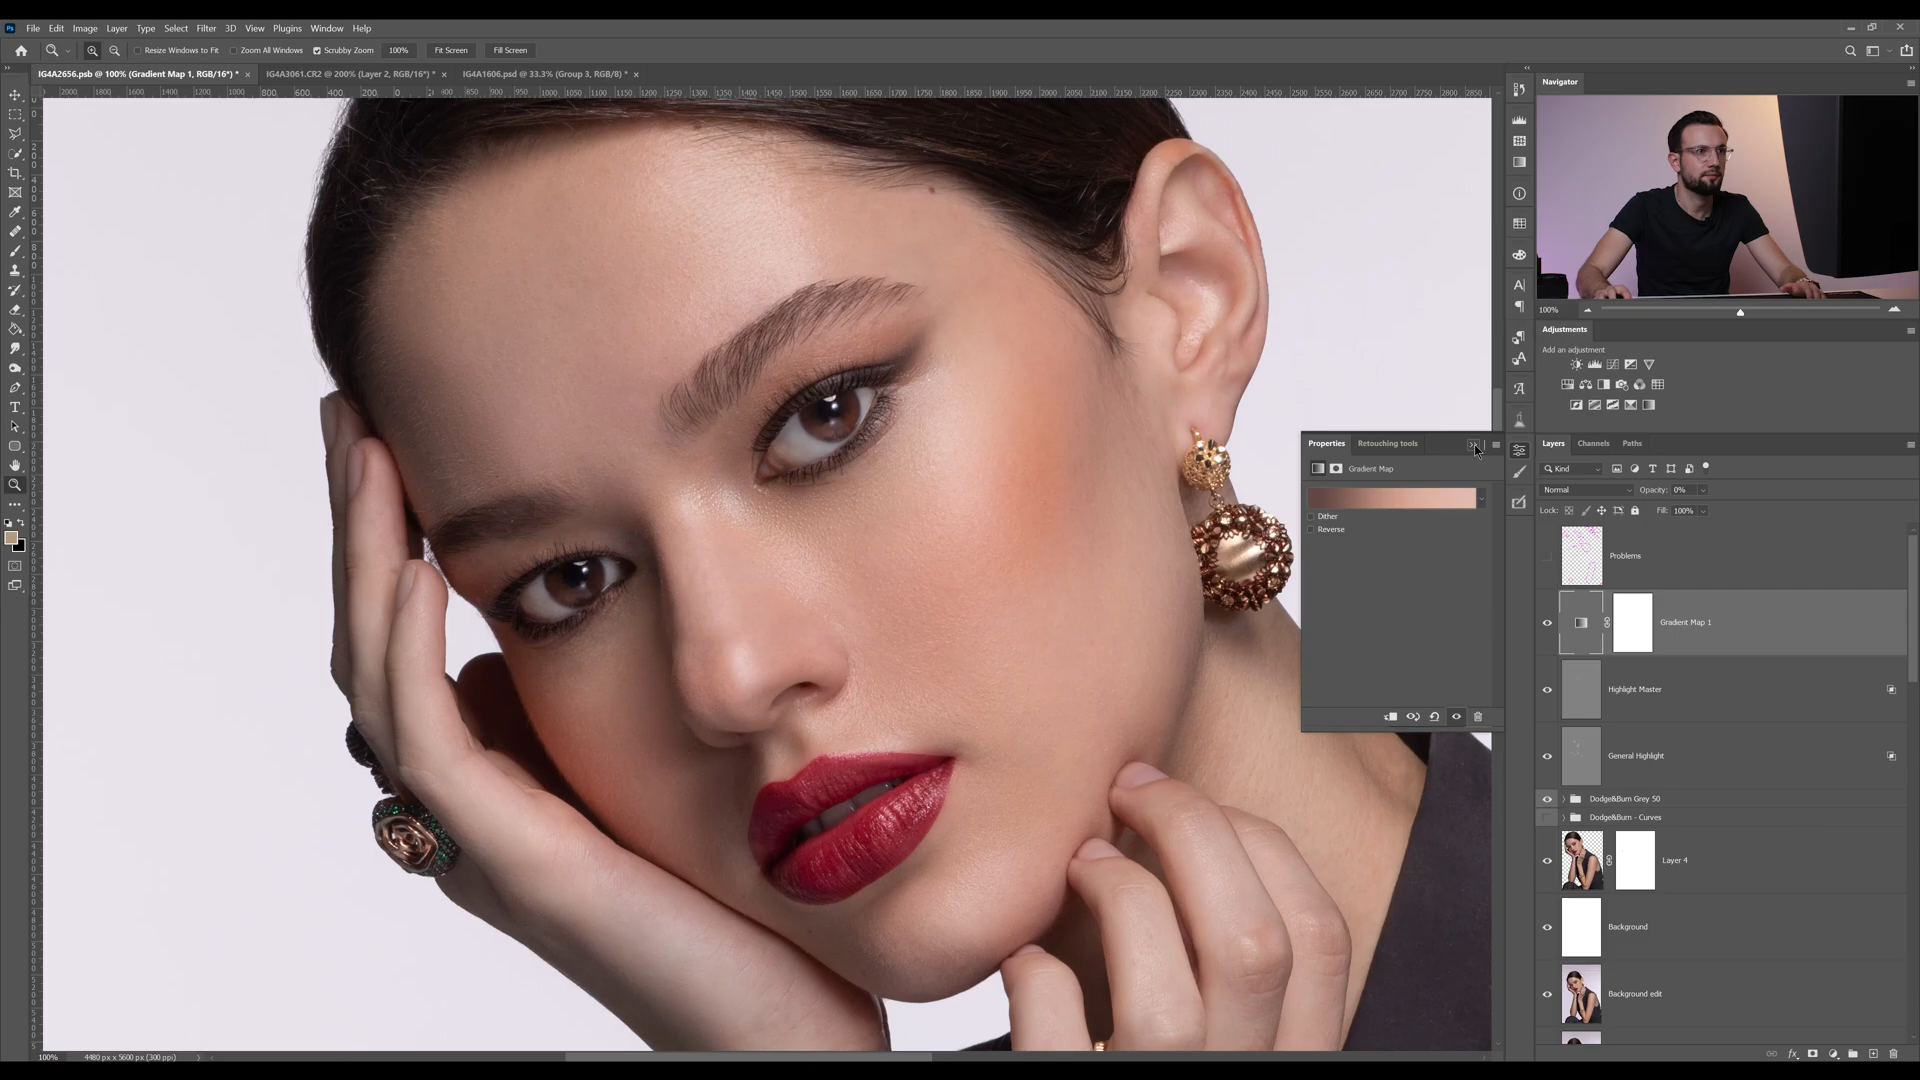 Ps File Edit Image Layer Type Select Filter 3D View Plugins Window Help
Resize Windows to Fit Zoom All Windows Scrubby Zoom 100% Fit Screen Fill Screen
IG4A2656.psb @ 100% (Gradient Map 1, RGB/16*) * × IG4A3061.CR2 @ 200% (Layer 2, RGB/16*) * × IG4A1606.psd @ 33.3% (Group 3, RGB/8) * ×
Navigator
100%
Adjustments
Add an adjustment
Properties Retouching tools
Gradient Map
Dither
Reverse
Layers Channels Paths
Kind
Normal Opacity: 0%
Lock: Fill: 100%
Problems
Gradient Map 1
Highlight Master
General Highlight
Dodge&Burn Grey 50
Dodge&Burn - Curves
Layer 4
Background
Background edit
100% 4480 px x 5600 px (300 ppi)